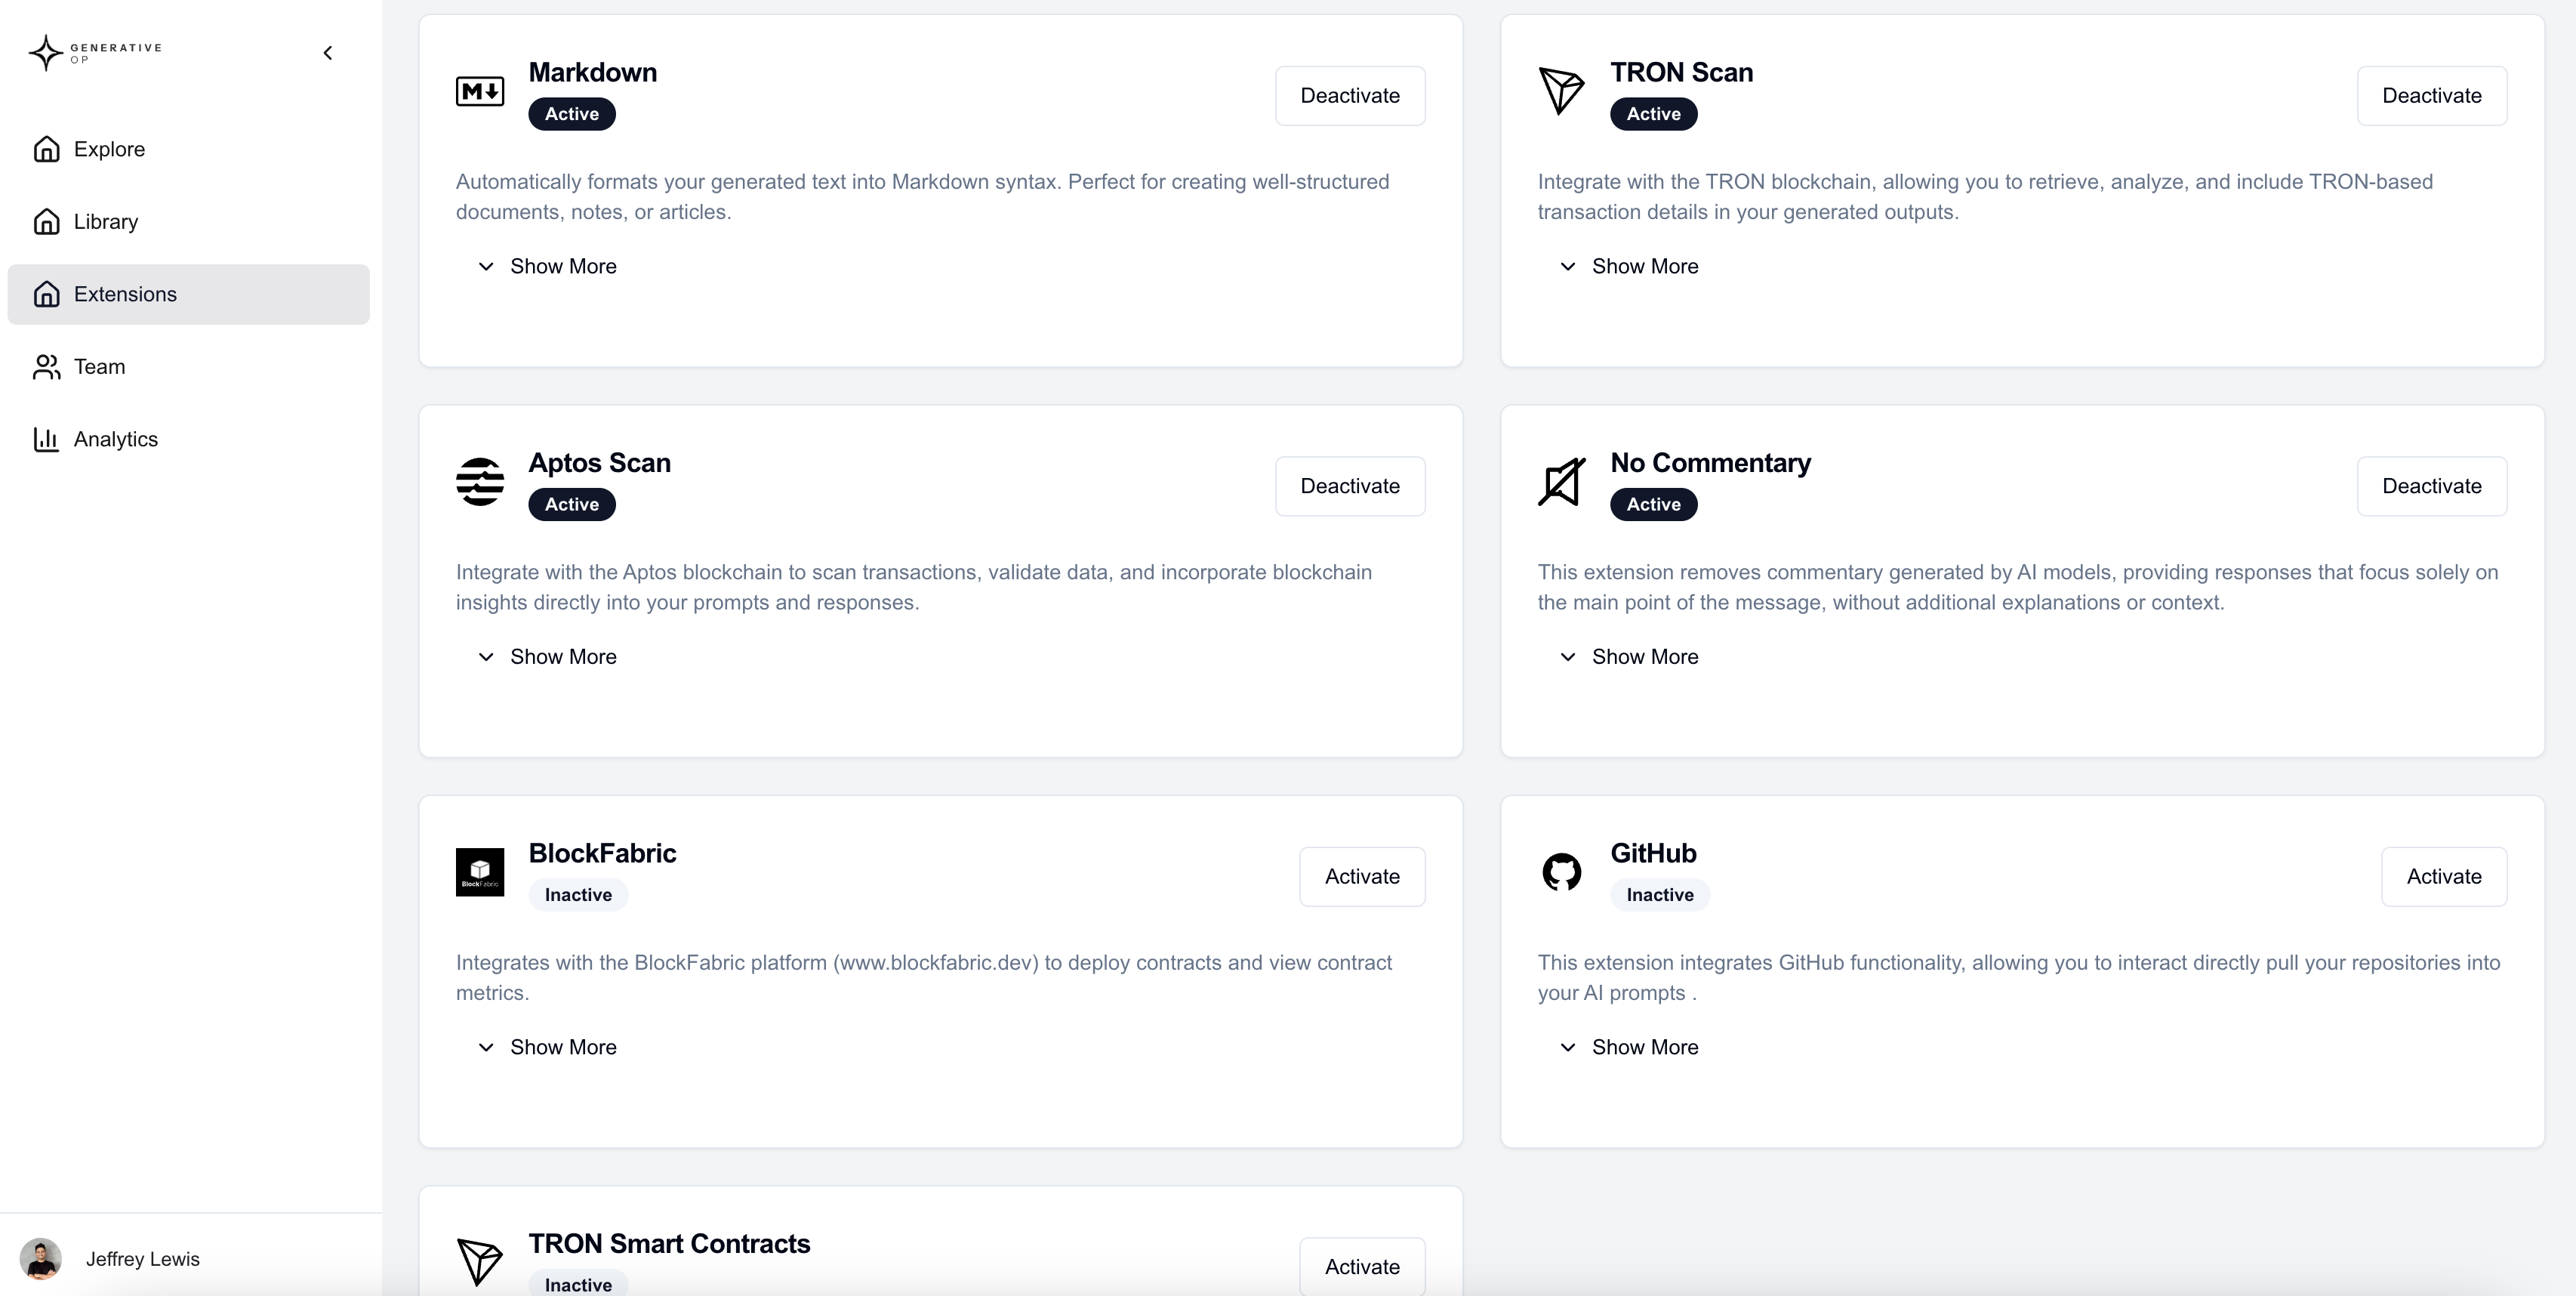 GENERATIVE
OP
Explore
Library
Extensions
Team
Analytics
Jeffrey Lewis
Markdown
Active
Deactivate
Automatically formats your generated text into Markdown syntax. Perfect for creating well-structured
documents, notes, or articles.
Show More
TRON Scan
Active
Deactivate
Integrate with the TRON blockchain, allowing you to retrieve, analyze, and include TRON-based
transaction details in your generated outputs.
Show More
Aptos Scan
Active
Deactivate
Integrate with the Aptos blockchain to scan transactions, validate data, and incorporate blockchain
insights directly into your prompts and responses.
Show More
No Commentary
Active
Deactivate
This extension removes commentary generated by AI models, providing responses that focus solely on
the main point of the message, without additional explanations or context.
Show More
BlockFabric
BlockFabric
Inactive
Activate
Integrates with the BlockFabric platform (www.blockfabric.dev) to deploy contracts and view contract
metrics.
Show More
GitHub
Inactive
Activate
This extension integrates GitHub functionality, allowing you to interact directly pull your repositories into
your AI prompts .
Show More
TRON Smart Contracts
Inactive
Activate